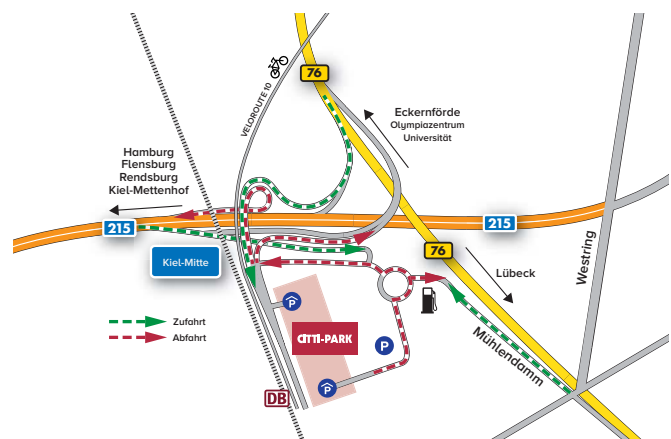 76
VELOROUTE 10
Eckernförde
Olympiazentrum
Universität
Hamburg
Flensburg
Rendsburg
Kiel-Mettenhof
215
215
Kiel-Mitte
76
Lübeck
Westring
Zufahrt
Abfahrt
P
CITTI-PARK
P
Mühlendamm
P
DB